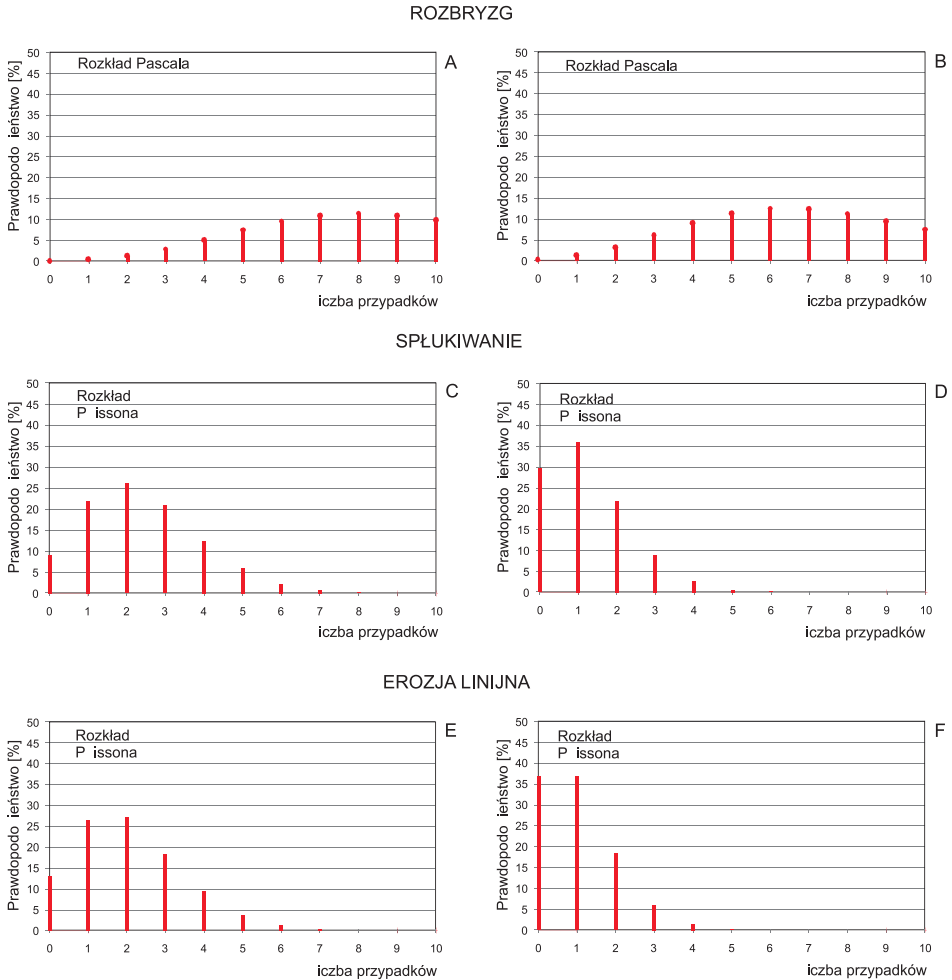 ROZBRYZG
Prawdopodo ieństwo [%]
50
45
40
35
30
25
20
15
10
5
0
Rozkład Pascala
A
0 1 2 3 4 5 6 7 8 9 10
iczba przypadków
Prawdopodo ieństwo [%]
50
45
40
35
30
25
20
15
10
5
0
Rozkład Pascala
B
0 1 2 3 4 5 6 7 8 9 10
iczba przypadków
SPŁUKIWANIE
Prawdopodo ieństwo [%]
50
45
40
35
30
25
20
15
10
5
0
Rozkład
P issona
C
0 1 2 3 4 5 6 7 8 9 10
iczba przypadków
Prawdopodo ieństwo [%]
50
45
40
35
30
25
20
15
10
5
0
Rozkład
P issona
D
0 1 2 3 4 5 6 7 8 9 10
iczba przypadków
EROZJA LINIJNA
Prawdopodo ieństwo [%]
50
45
40
35
30
25
20
15
10
5
0
Rozkład
P issona
E
0 1 2 3 4 5 6 7 8 9 10
iczba przypadków
Prawdopodo ieństwo [%]
50
45
40
35
30
25
20
15
10
5
0
Rozkład
P issona
F
0 1 2 3 4 5 6 7 8 9 10
iczba przypadków